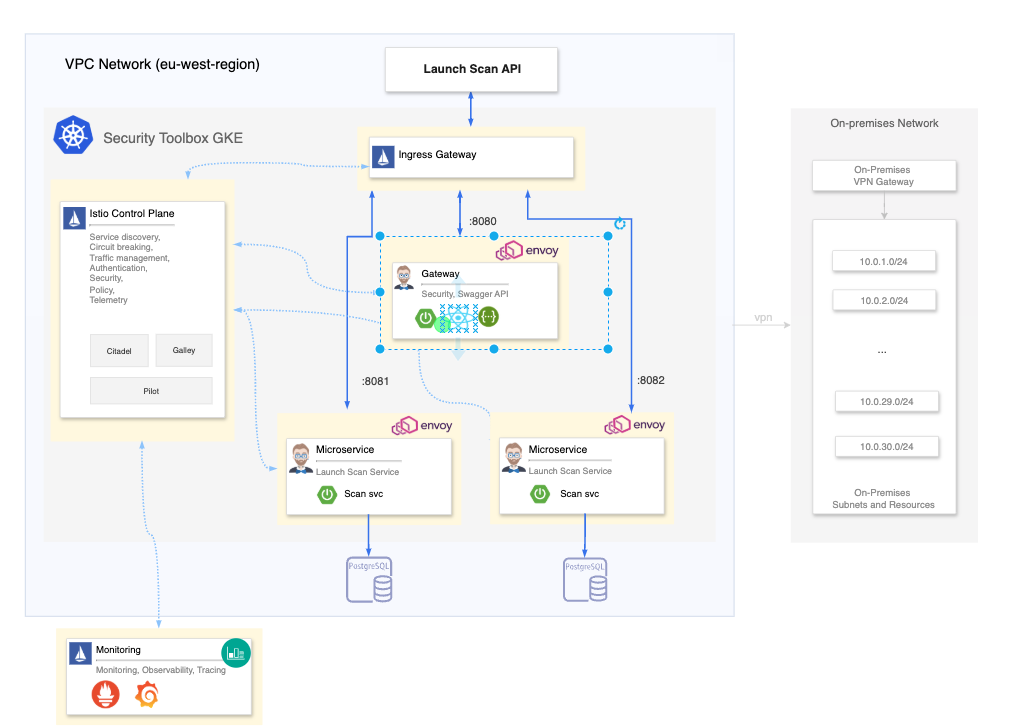 VPC Network (eu-west-region)
Launch Scan API
Security Toolbox GKE
Ingress Gateway
Istio Control Plane
Service discovery,
Circuit breaking,
Traffic management,
Authentication,
Security,
Policy,
Telemetry
Citadel
Galley
Pilot
:8080
envoy
Gateway
Security, Swagger API
{··}
:8081
:8082
envoy
Microservice
Launch Scan Service
Scan svc
envoy
Microservice
Launch Scan Service
Scan svc
PostgreSQL
PostgreSQL
Monitoring
Monitoring, Observability, Tracing
vpn
On-premises Network
On-Premises
VPN Gateway
10.0.1.0/24
10.0.2.0/24
...
10.0.29.0/24
10.0.30.0/24
On-Premises
Subnets and Resources